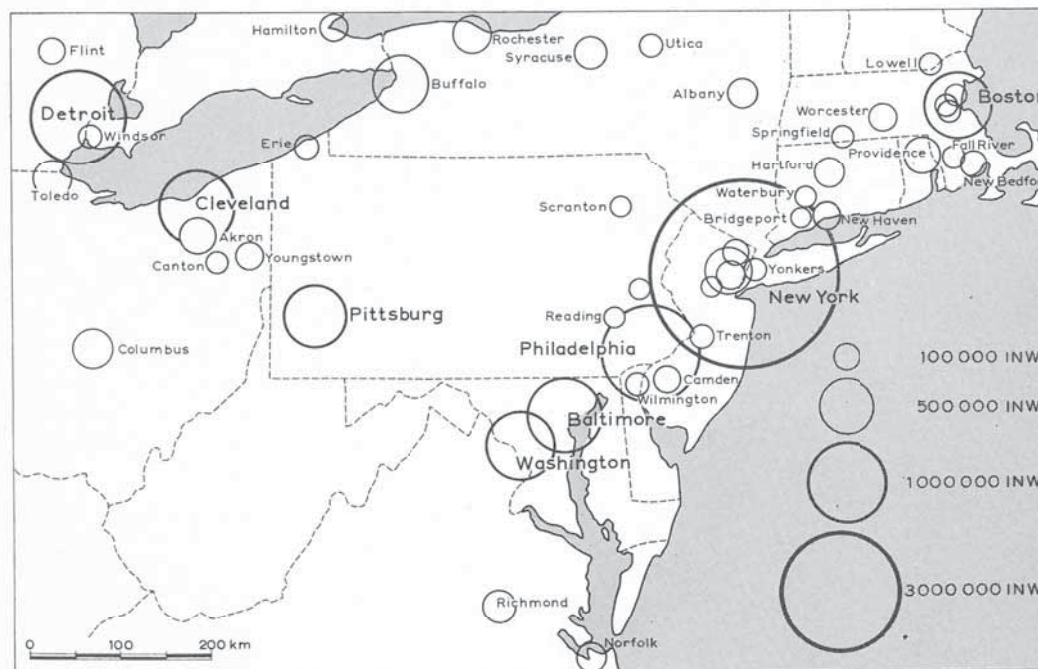 Hamilton
Rochester
Flint
Syracuse
Utica
Lowell
Buffalo
Albany
Boston
Detroit
Worcester
Windsor
Springfield
Erie
Fall River
Providence
Hartford
New Bedfo
Toledo
Waterbury
Cleveland
Scranton
Bridgeport
New Haven
Akron
Canton
Youngstown
Yonkers
New York
Pittsburg
Reading
Trenton
Columbus
Philadelphia
100 000 INW
Camden
Wilmington
500 000 INW
Baltimore
Washington
1 000 000 INW
3000 000 INW
Richmond
Norfolk
0 100 200 km